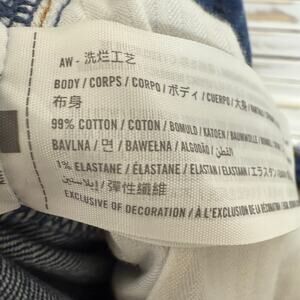 AW - 洗烂工艺
BODY / CORPS / CORPO / ボディ / CUERPO / 大身 /
布身
99% COTTON / COTON / BOMULD / KATOEN / BAUMWOLLE /
BAVLNA / 면 / BAWEŁNA / ALGODÃO / القطن
1% ELASTANE / ÉLASTANE / ELASTAN / ELASTAN / エラスタン
إيلاستين / 彈性纖維
EXCLUSIVE OF DECORATION / À L'EXCLUSION DE LA DÉCORATION